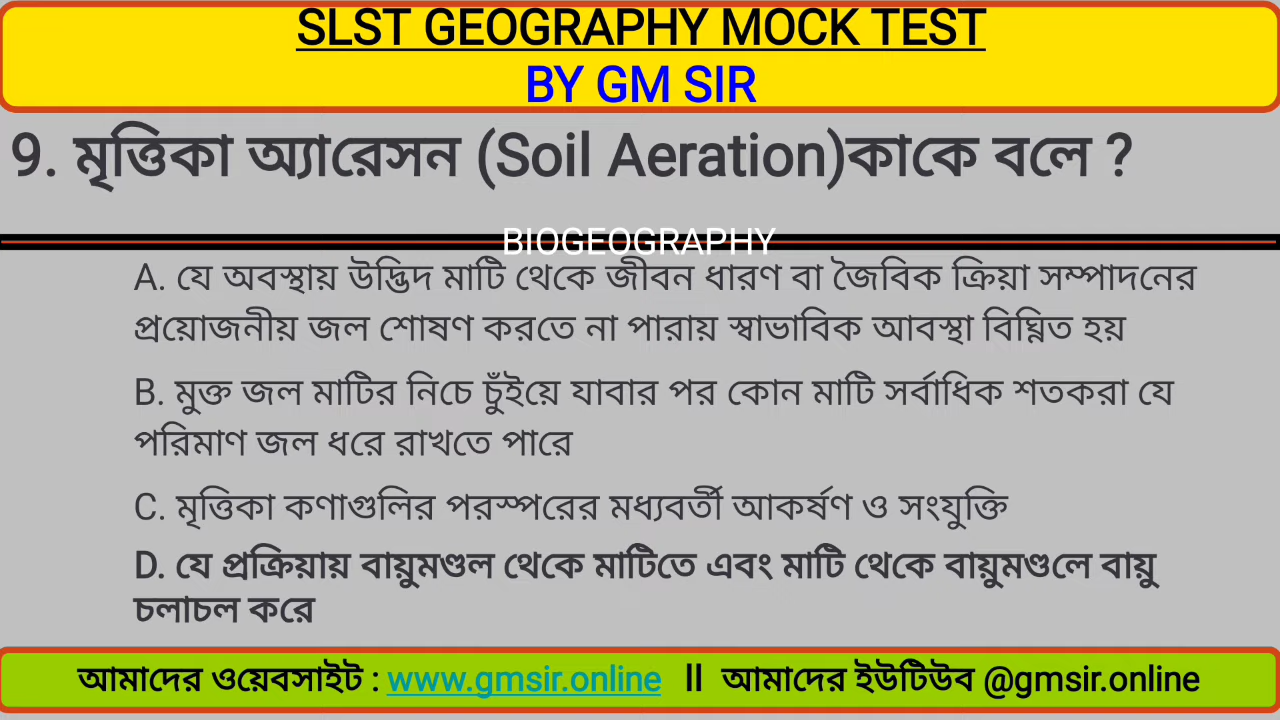 SLST GEOGRAPHY MOCK TEST
BY GM SIR
9. মৃত্তিকা অ্যারেসন (Soil Aeration)কাকে বলে ?
BIOGEOGRAPHY
A. যে অবস্থায় উদ্ভিদ মাটি থেকে জীবন ধারণ বা জৈবিক ক্রিয়া সম্পাদনের
প্রয়োজনীয় জল শোষণ করতে না পারায় স্বাভাবিক আবস্থা বিঘ্নিত হয়
B. মুক্ত জল মাটির নিচে চুঁইয়ে যাবার পর কোন মাটি সর্বাধিক শতকরা যে
পরিমাণ জল ধরে রাখতে পারে
C. মৃত্তিকা কণাগুলির পরস্পরের মধ্যবর্তী আকর্ষণ ও সংযুক্তি
D. যে প্রক্রিয়ায় বায়ুমণ্ডল থেকে মাটিতে এবং মাটি থেকে বায়ুমণ্ডলে বায়ু
চলাচল করে
আমাদের ওয়েবসাইট : www.gmsir.online ll আমাদের ইউটিউব @gmsir.online